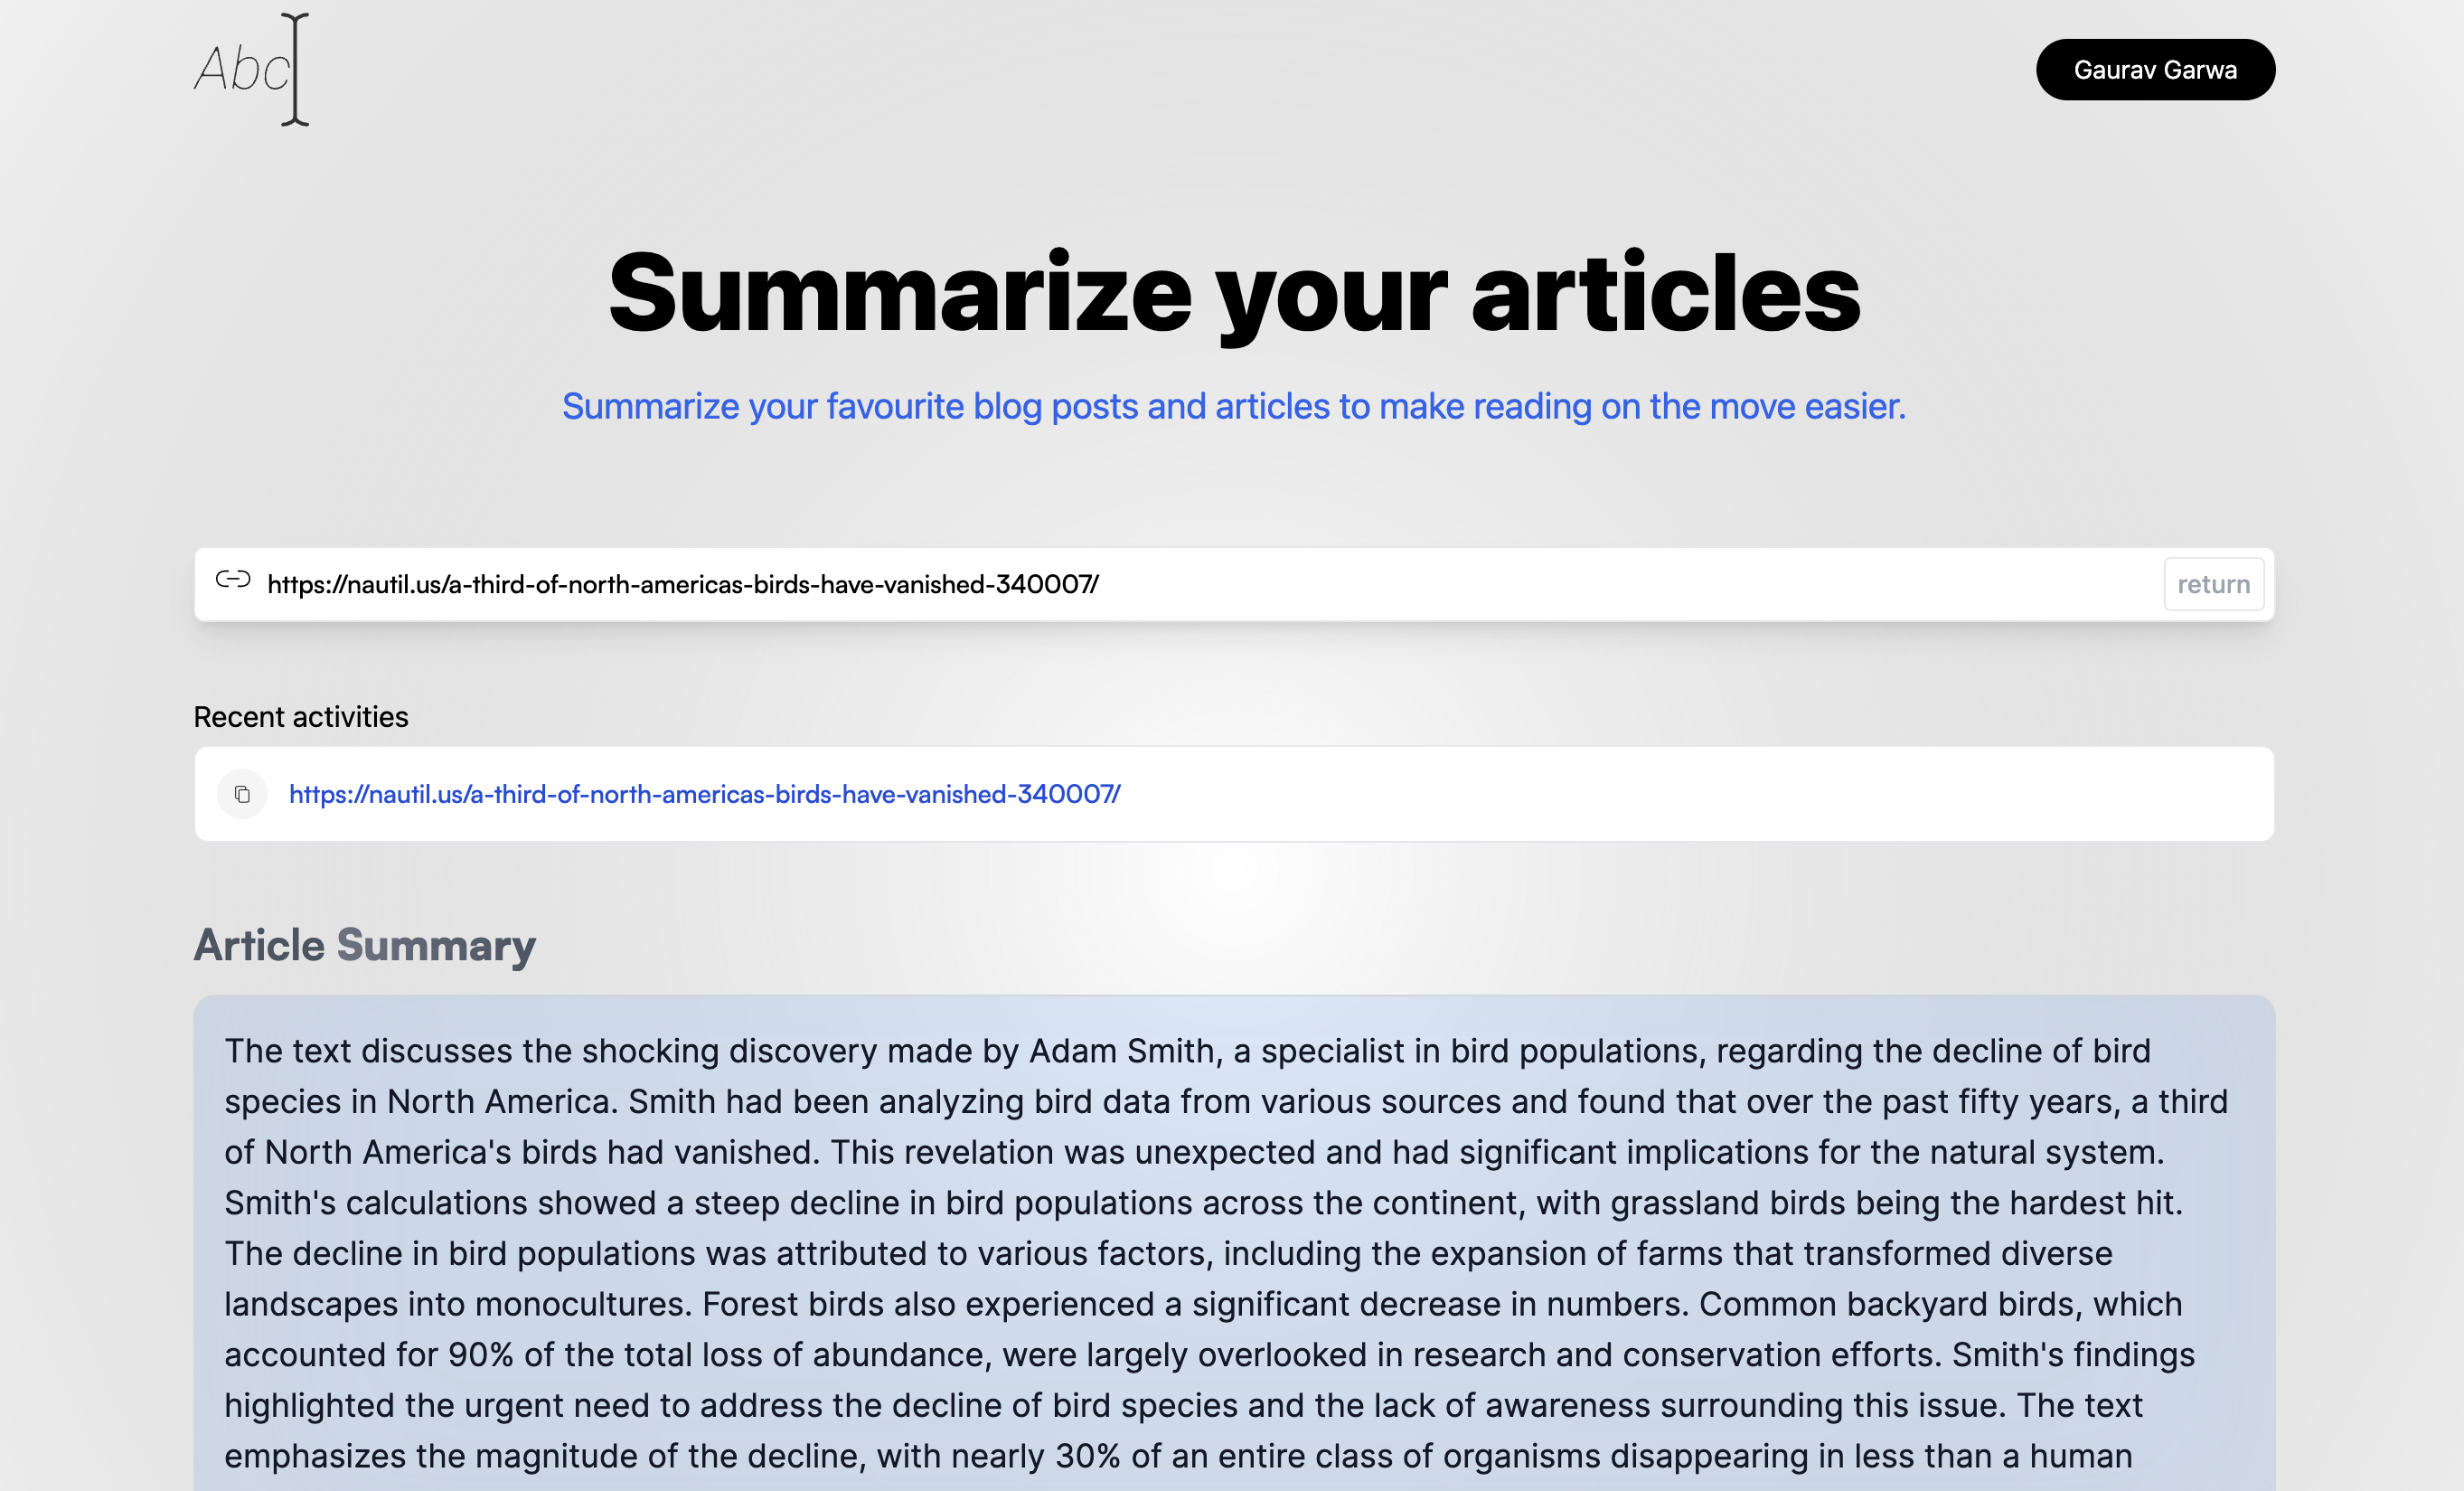 Abc
Gaurav Garwa
Summarize your articles
Summarize your favourite blog posts and articles to make reading on the move easier.
https://nautil.us/a-third-of-north-americas-birds-have-vanished-340007/
return
Recent activities
https://nautil.us/a-third-of-north-americas-birds-have-vanished-340007/
Article Summary
The text discusses the shocking discovery made by Adam Smith, a specialist in bird populations, regarding the decline of bird
species in North America. Smith had been analyzing bird data from various sources and found that over the past fifty years, a third
of North America's birds had vanished. This revelation was unexpected and had significant implications for the natural system.
Smith's calculations showed a steep decline in bird populations across the continent, with grassland birds being the hardest hit.
The decline in bird populations was attributed to various factors, including the expansion of farms that transformed diverse
landscapes into monocultures. Forest birds also experienced a significant decrease in numbers. Common backyard birds, which
accounted for 90% of the total loss of abundance, were largely overlooked in research and conservation efforts. Smith's findings
highlighted the urgent need to address the decline of bird species and the lack of awareness surrounding this issue. The text
emphasizes the magnitude of the decline, with nearly 30% of an entire class of organisms disappearing in less than a human